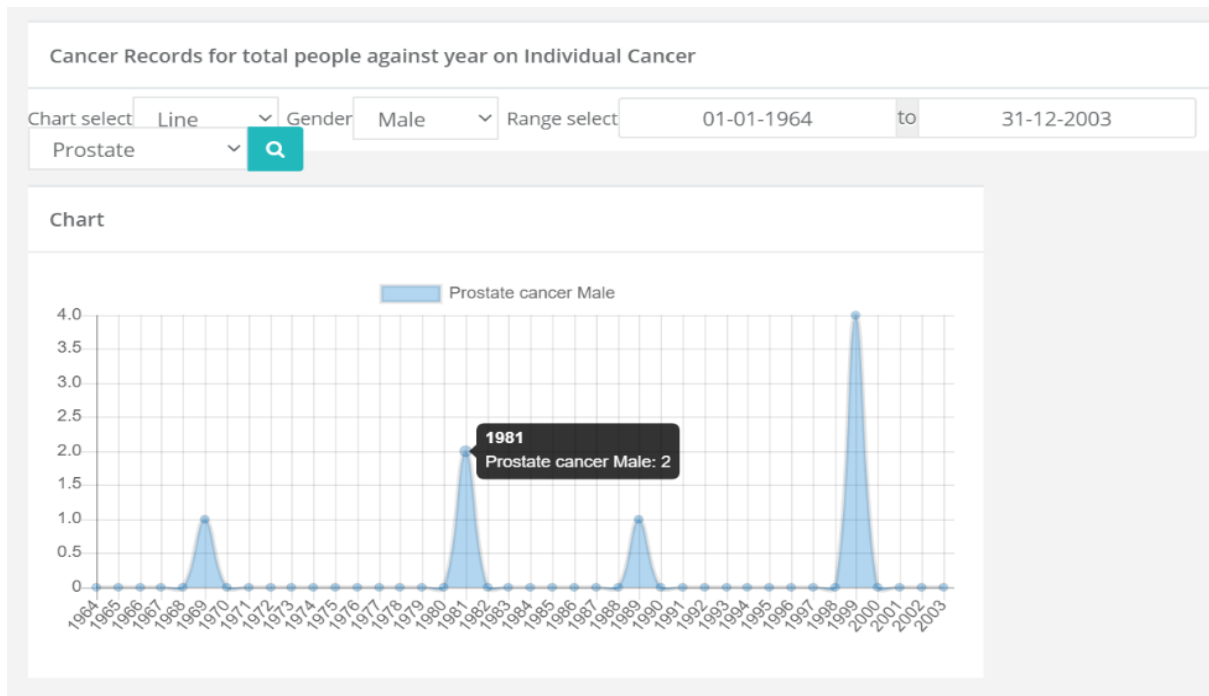 Cancer Records for total people against year on Individual Cancer
Chart select Line Gender Male Range select 01-01-1964 to 31-12-2003
Prostate
Chart
Prostate cancer Male
4.0
3.5
3.0
2.5
2.0
1.5
1.0
0.5
0
1981
Prostate cancer Male: 2
1964 1965 1966 1967 1968 1969 1970 1971 1972 1973 1974 1975 1976 1977 1978 1979 1980 1981 1982 1983 1984 1985 1986 1987 1988 1989 1990 1991 1992 1993 1994 1995 1996 1997 1998 1999 2000 2001 2002 2003